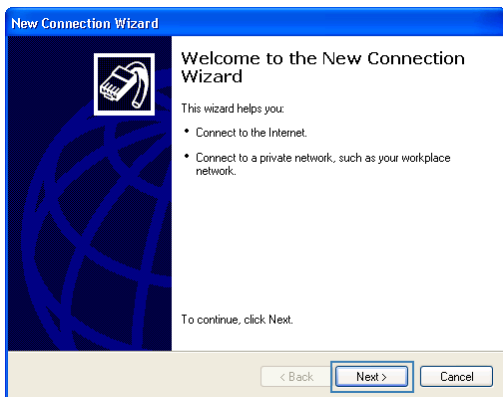 New Connection Wizard
Welcome to the New Connection
Wizard
This wizard helps you:
• Connect to the Internet.
• Connect to a private network, such as your workplace
network.
To continue, click Next.
< Back
Next >
Cancel